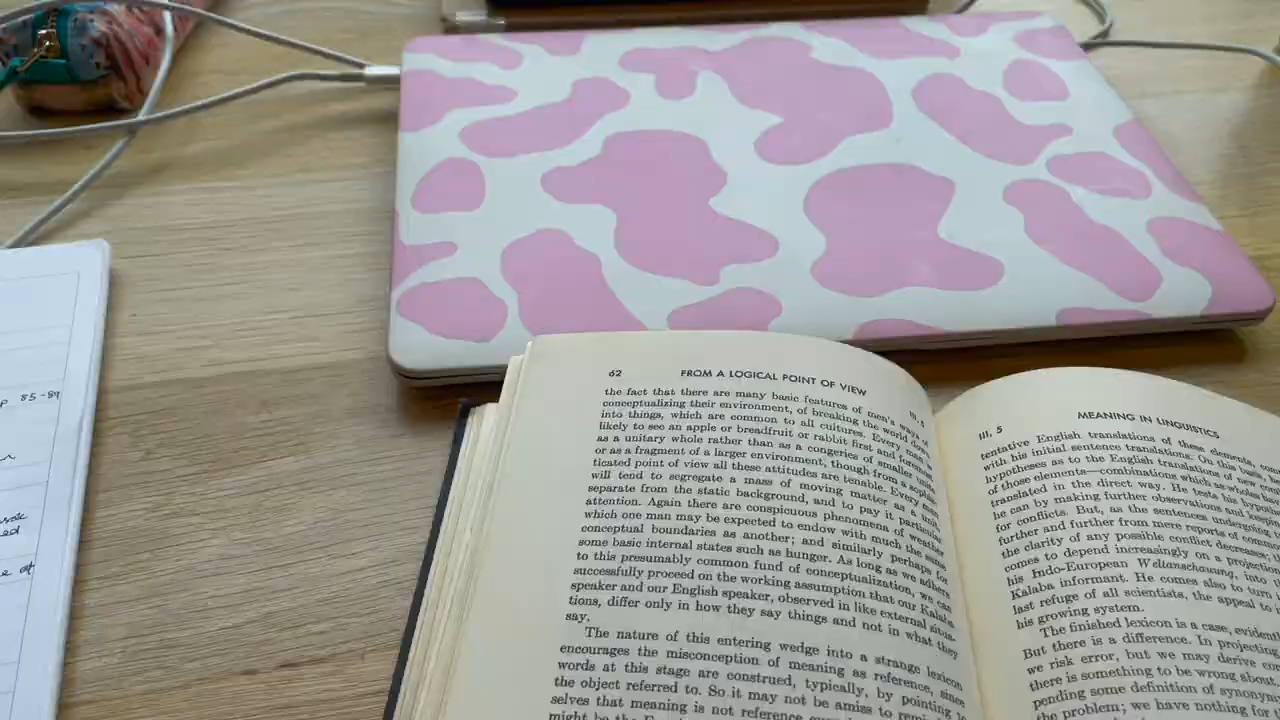 p 85-89
62 FROM A LOGICAL POINT OF VIEW III, 5
the fact that there are many basic features of men's ways of
conceptualizing their environment, of breaking the world down
into things, which are common to all cultures. Every man is
likely to see an apple or breadfruit or rabbit first and foremost
as a unitary whole rather than as a congeries of smaller units
or as a fragment of a larger environment, though from a sophis-
ticated point of view all these attitudes are tenable. Every man
will tend to segregate a mass of moving matter as a unit,
separate from the static background, and to pay it particular
attention. Again there are conspicuous phenomena of weather
which one man may be expected to endow with much the same
conceptual boundaries as another; and similarly perhaps for
some basic internal states such as hunger. As long as we adhere
to this presumably common fund of conceptualization, we can
successfully proceed on the working assumption that our Kalaba
speaker and our English speaker, observed in like external situa-
tions, differ only in how they say things and not in what they
say.
The nature of this entering wedge into a strange lexicon
encourages the misconception of meaning as reference, since
words at this stage are construed, typically, by pointing to
the object referred to. So it may not be amiss to remind
selves that meaning is not reference
might be the
III, 5 MEANING IN LINGUISTICS
tentative English translations of these elements,
with his initial sentence translations. On this basis,
hypotheses as to the English translations of new
of those elements—combinations which as wholes
translated in the direct way. He tests his hypotheses
he can by making further observations and keeping
for conflicts. But, as the sentences undergoing
further and further from mere reports of common
the clarity of any possible conflict decreases;
comes to depend increasingly on a projection
his Indo-European Weltanschauung, into
Kalaba informant. He comes also to turn
last refuge of all scientists, the appeal to
his growing system.
The finished lexicon is a case, evidently
But there is a difference. In projecting
we risk error, but we may derive
there is something to be wrong about.
pending some definition of synonymy
the problem; we have nothing for